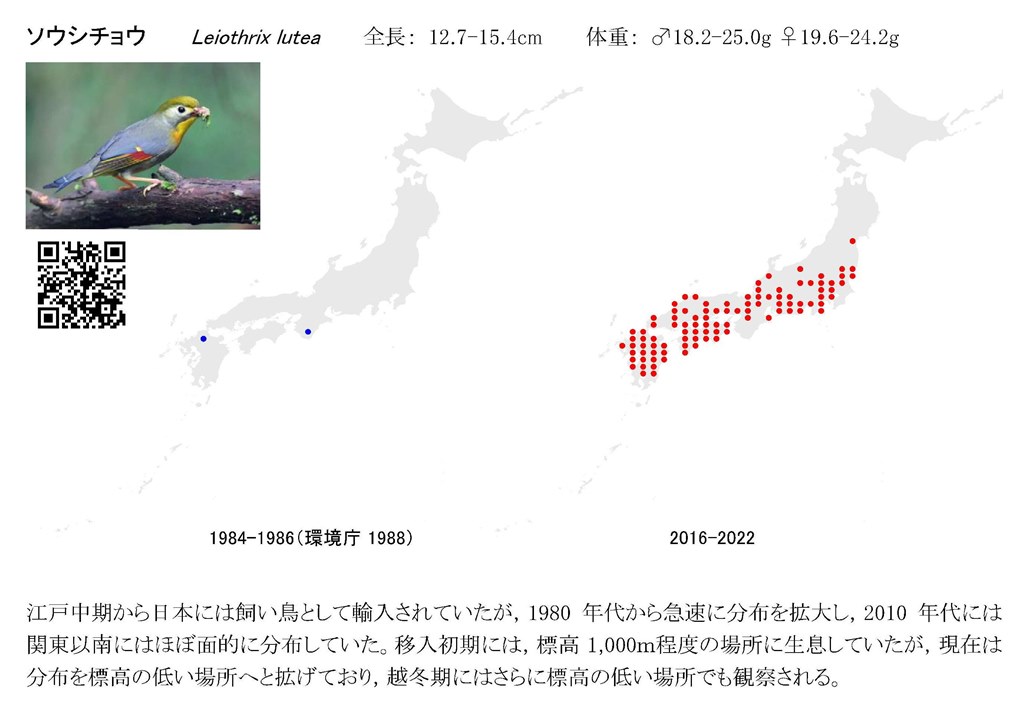 ソウシチョウ Leiothrix lutea 全長： 12.7-15.4cm 体重： ♂18.2-25.0g ♀19.6-24.2g
1984-1986（環境庁 1988） 2016-2022
江戸中期から日本には飼い鳥として輸入されていたが，1980 年代から急速に分布を拡大し，2010 年代には
関東以南にはほぼ面的に分布していた。移入初期には，標高 1,000m程度の場所に生息していたが，現在は
分布を標高の低い場所へと拡げており，越冬期にはさらに標高の低い場所でも観察される。